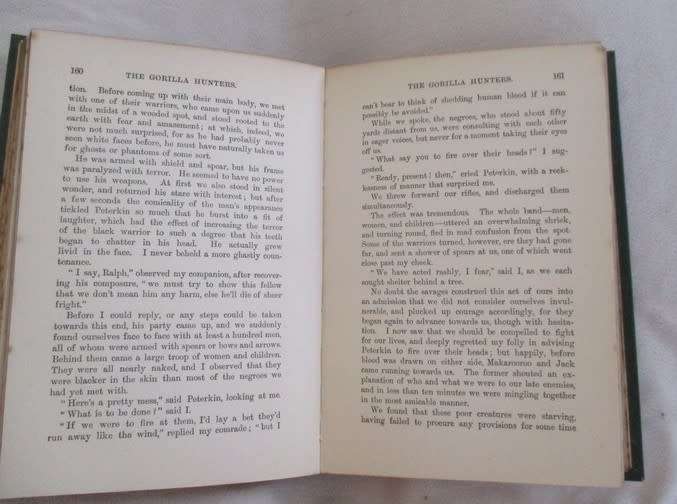 160
THE GORILLA HUNTERS.
tion. Before coming up with their main body, we met
with one of their warriors, who came upon us suddenly
in the midst of a wooded spot, and stood rooted to the
earth with fear and amazement; at which, indeed, we
were not much surprised, for as he had probably never
seen white faces before, he must have naturally taken us
for ghosts or phantoms of some sort.
He was armed with shield and spear, but his frame
was paralyzed with terror. He seemed to have no power
to use his weapons. At first we also stood in silent
wonder, and returned his stare with interest; but after
a few seconds the comicality of the man's appearance
tickled Peterkin so much that he burst into a fit of
laughter, which had the effect of increasing the terror
of the black warrior to such a degree that his teeth
began to chatter in his head. He actually grew
livid in the face. I never beheld a more ghastly coun-
tenance.
"I say, Ralph," observed my companion, after recover-
ing his composure, "we must try to show this fellow
that we don't mean him any harm, else he'll die of sheer
fright."
Before I could reply, or any steps could be taken
towards this end, his party came up, and we suddenly
found ourselves face to face with at least a hundred men,
all of whom were armed with spears or bows and arrows.
Behind them came a large troop of women and children.
They were all nearly naked, and I observed that they
were blacker in the skin than most of the negroes we
had yet met with.
"Here's a pretty mess," said Peterkin, looking at me.
"What is to be done?" said I.
"If we were to fire at them, I'd lay a bet they'd
run away like the wind," replied my comrade; "but I
THE GORILLA HUNTERS.
161
can't bear to think of shedding human blood if it can
possibly be avoided."
While we spoke, the negroes, who stood about fifty
yards distant from us, were consulting with each other
in eager voices, but never for a moment taking their eyes
off us.
"What say you to fire over their heads?" I sug-
gested.
"Ready, present! then," cried Peterkin, with a reck-
lessness of manner that surprised me.
We threw forward our rifles, and discharged them
simultaneously.
The effect was tremendous. The whole band—men,
women, and children—uttered an overwhelming shriek,
and turning round, fled in mad confusion from the spot.
Some of the warriors turned, however, ere they had gone
far, and sent a shower of spears at us, one of which went
close past my cheek.
"We have acted rashly, I fear," said I, as we each
sought shelter behind a tree.
No doubt the savages construed this act of ours into
an admission that we did not consider ourselves invul-
nerable, and plucked up courage accordingly, for they
began again to advance towards us, though with hesita-
tion. I now saw that we should be compelled to fight
for our lives, and deeply regretted my folly in advising
Peterkin to fire over their heads; but happily, before
blood was drawn on either side, Makarooroo and Jack
came running towards us. The former shouted an ex-
planation of who and what we were to our late enemies,
and in less than ten minutes we were mingling together
in the most amicable manner.
We found that these poor creatures were starving,
having failed to procure any provisions for some time